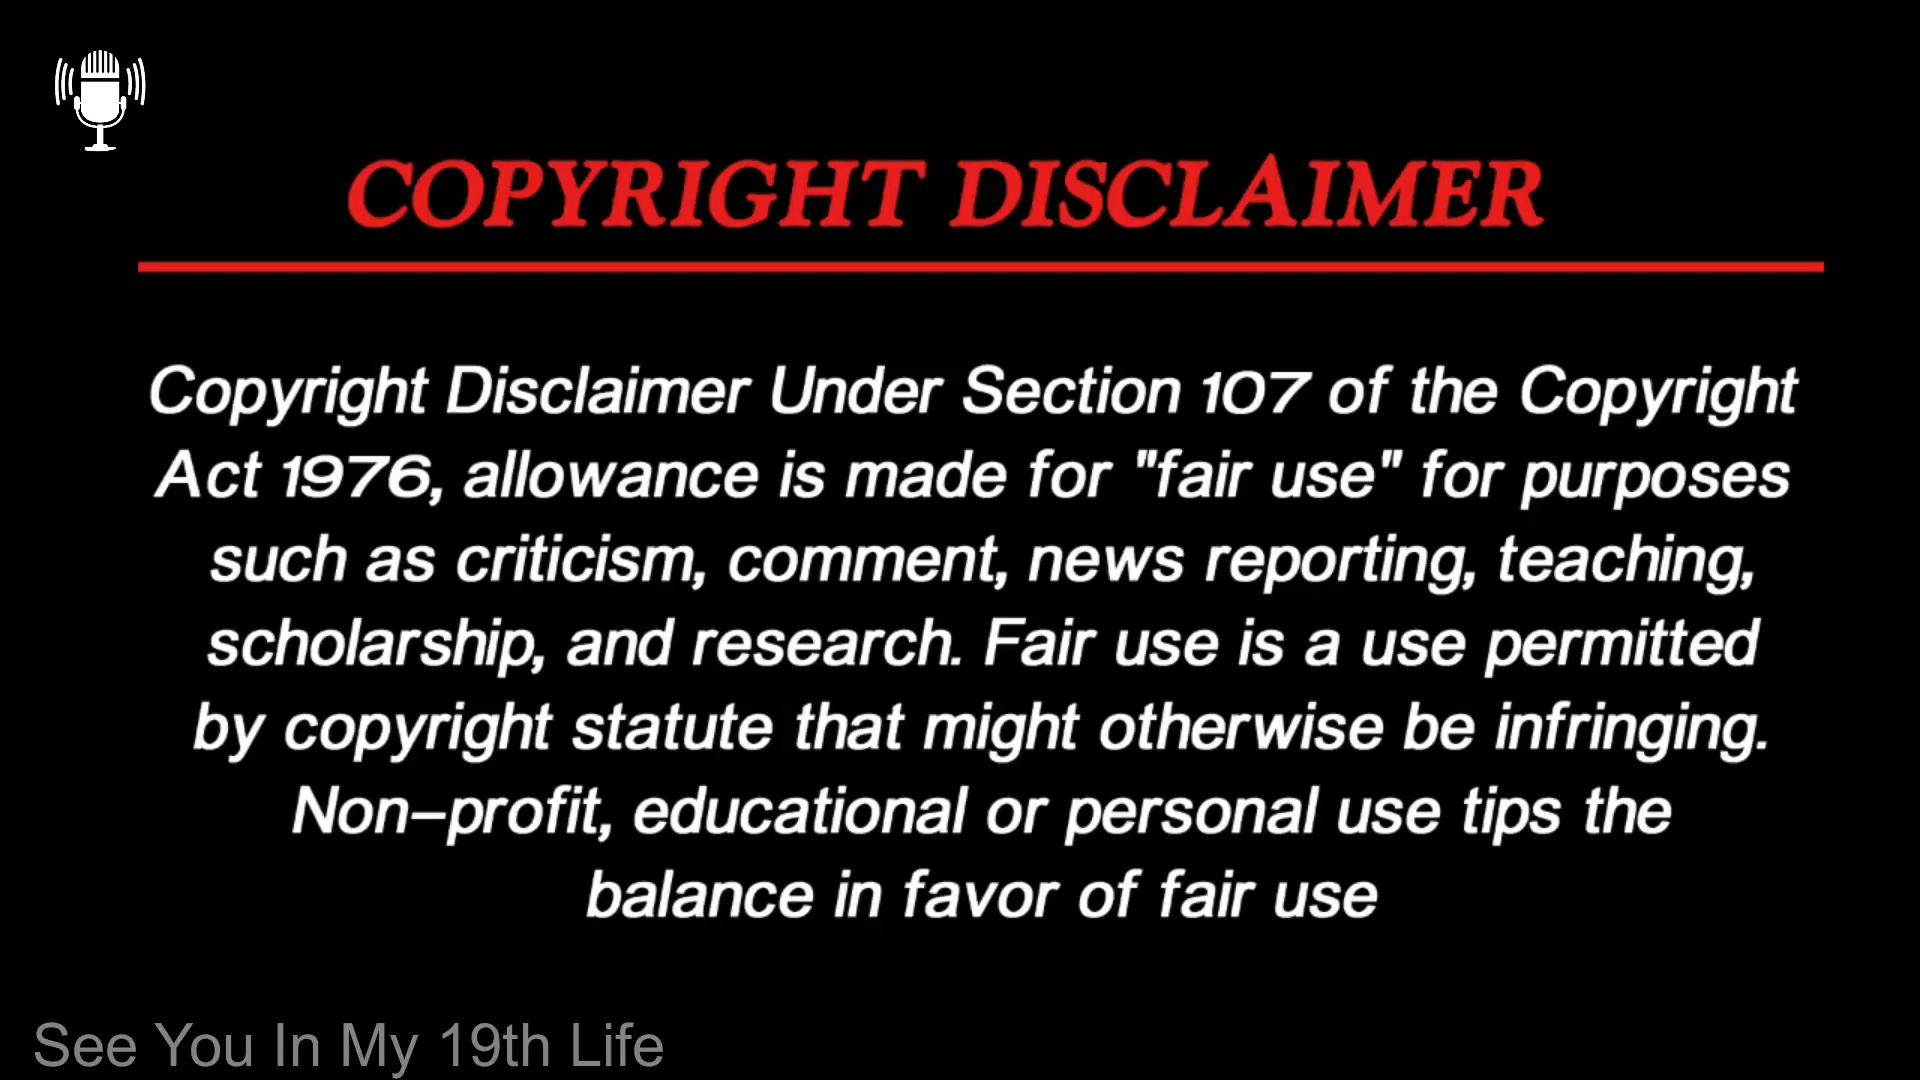 COPYRIGHT DISCLAIMER
Copyright Disclaimer Under Section 107 of the Copyright
Act 1976, allowance is made for "fair use" for purposes
such as criticism, comment, news reporting, teaching,
scholarship, and research. Fair use is a use permitted
by copyright statute that might otherwise be infringing.
Non-profit, educational or personal use tips the
balance in favor of fair use
See You In My 19th Life